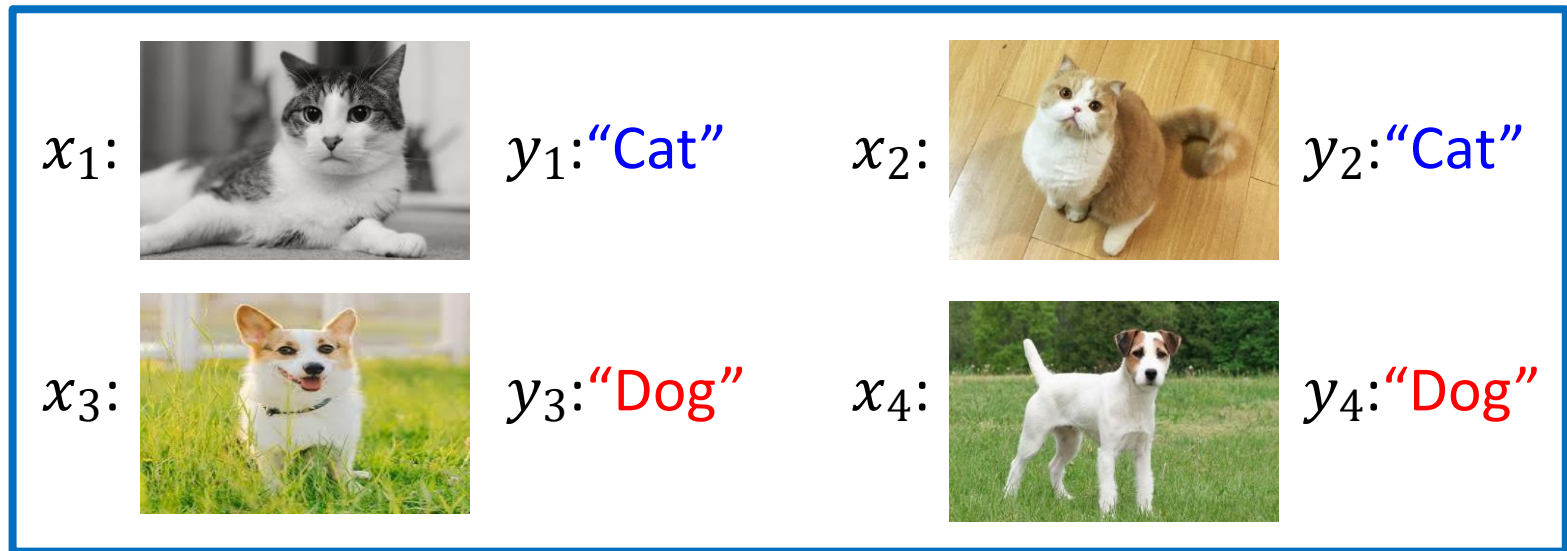 x₁: y₁:“Cat” x₂: y₂:“Cat”
x₃: y₃:“Dog” x₄: y₄:“Dog”